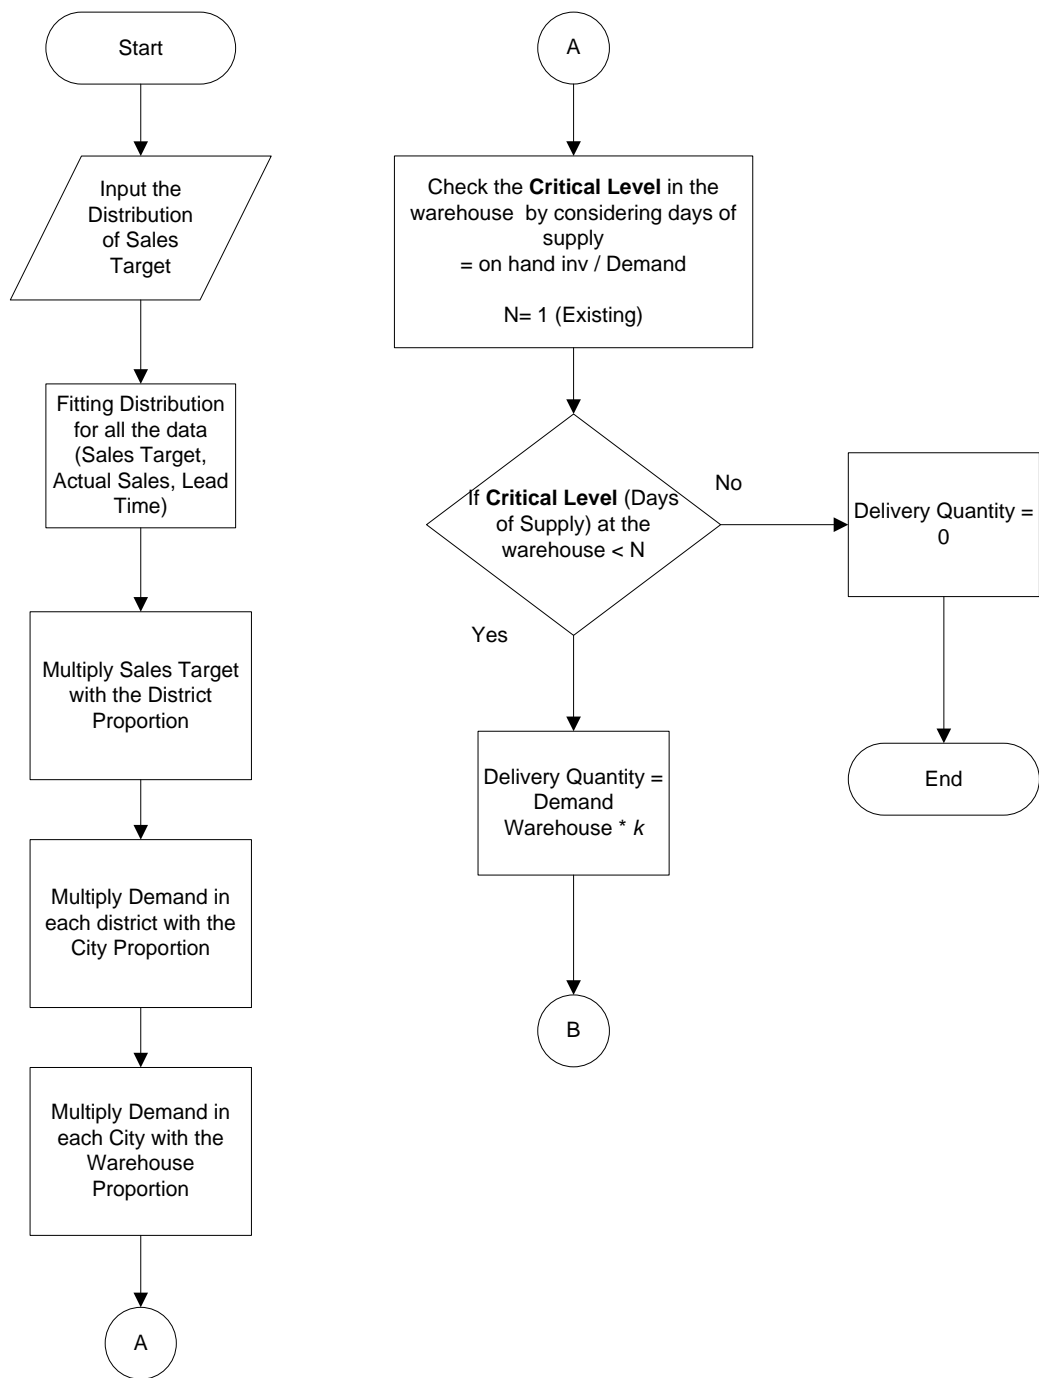 Start
Input the
Distribution
of Sales
Target
Fitting Distribution
for all the data
(Sales Target,
Actual Sales, Lead
Time)
Multiply Sales Target
with the District
Proportion
Multiply Demand in
each district with the
City Proportion
Multiply Demand in
each City with the
Warehouse
Proportion
A
A
Check the Critical Level in the
warehouse by considering days of
supply
= on hand inv / Demand
N= 1 (Existing)
If Critical Level (Days
of Supply) at the
warehouse < N
No
Yes
Delivery Quantity =
0
End
Delivery Quantity =
Demand
Warehouse * k
B